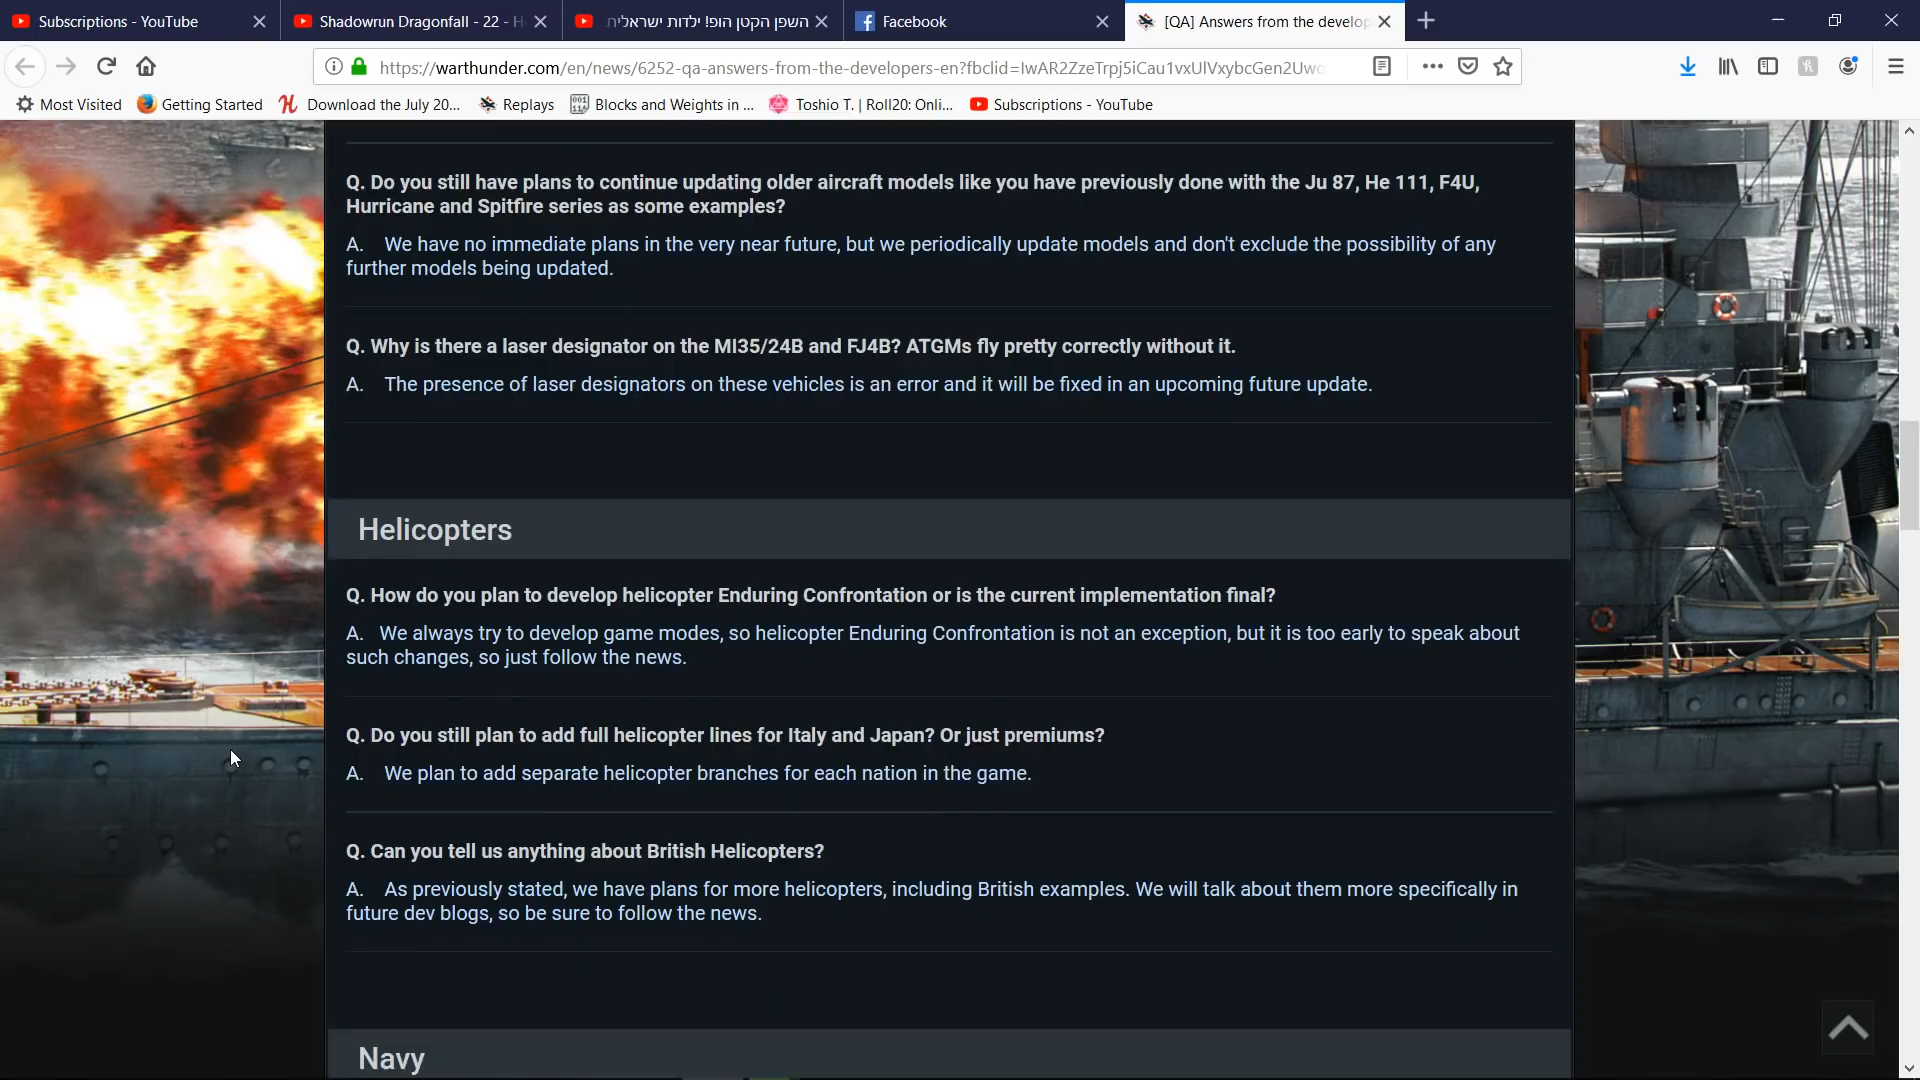 Subscriptions - YouTube
Shadowrun Dragonfall - 22 - H
השפן הקטן הופ! ילדות ישראלית
Facebook
[QA] Answers from the develop
https://warthunder.com/en/news/6252-qa-answers-from-the-developers-en?fbclid=IwAR2ZzeTrpj5iCau1vxUlVxybcGen2Uwo
Most Visited
Getting Started
Download the July 20...
Replays
Blocks and Weights in ...
Toshio T. | Roll20: Onli...
Subscriptions - YouTube
Q. Do you still have plans to continue updating older aircraft models like you have previously done with the Ju 87, He 111, F4U,
Hurricane and Spitfire series as some examples?
A. We have no immediate plans in the very near future, but we periodically update models and don't exclude the possibility of any
further models being updated.
Q. Why is there a laser designator on the MI35/24B and FJ4B? ATGMs fly pretty correctly without it.
A. The presence of laser designators on these vehicles is an error and it will be fixed in an upcoming future update.
Helicopters
Q. How do you plan to develop helicopter Enduring Confrontation or is the current implementation final?
A. We always try to develop game modes, so helicopter Enduring Confrontation is not an exception, but it is too early to speak about
such changes, so just follow the news.
Q. Do you still plan to add full helicopter lines for Italy and Japan? Or just premiums?
A. We plan to add separate helicopter branches for each nation in the game.
Q. Can you tell us anything about British Helicopters?
A. As previously stated, we have plans for more helicopters, including British examples. We will talk about them more specifically in
future dev blogs, so be sure to follow the news.
Navy